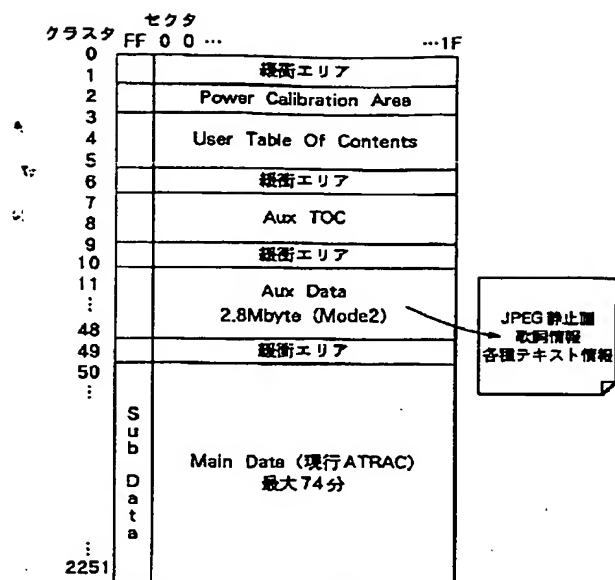 セクタ
クラスタ FF 0 0 … …1F
0
1 緩衝エリア
2 Power Calibration Area
3
4 User Table Of Contents
5
6 緩衝エリア
7
8 Aux TOC
9 緩衝エリア
10
11 Aux Data
⋮ 2.8Mbyte (Mode2)
48
49 緩衝エリア
50
⋮
JPEG 静止画
歌詞情報
各種テキスト情報
Sub Data
Main Data (現行ATRAC)
最大74分
⋮
2251